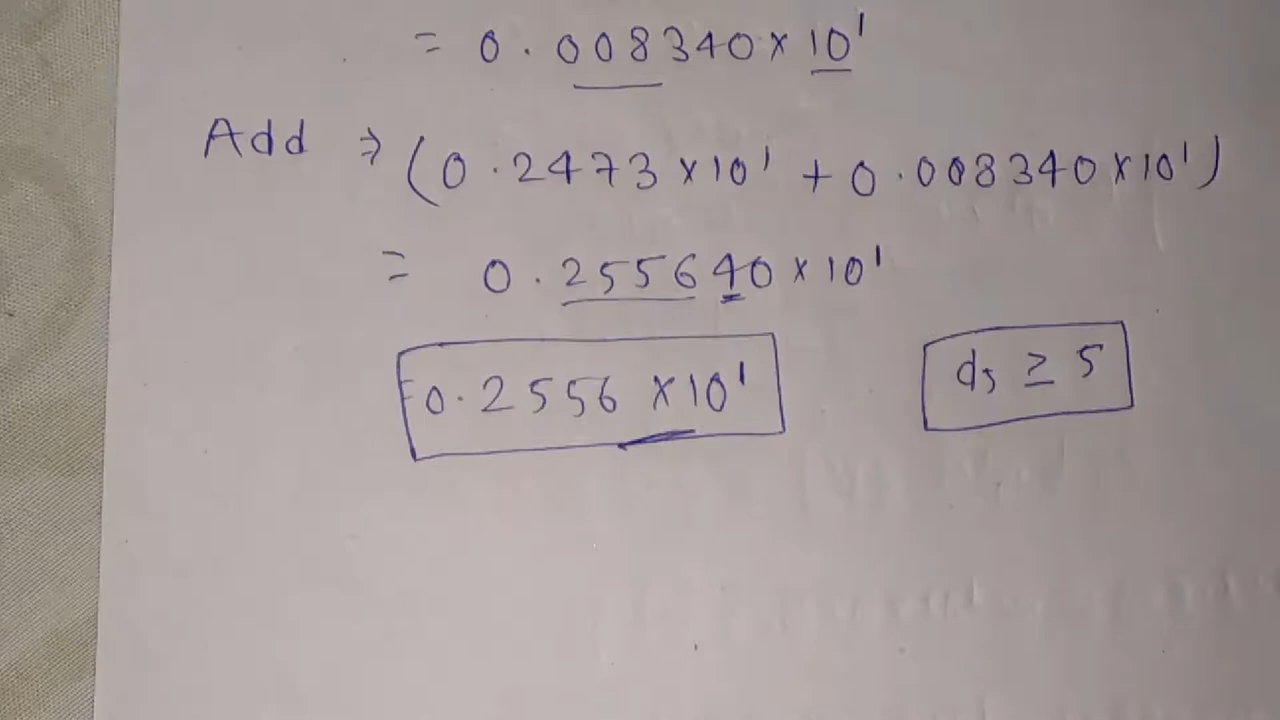 = 0.008340×10¹
Add ⇒ (0.2473×10¹ + 0.008340×10¹)
= 0.255640×10¹
=0.2556×10¹
d₅ ≥ 5